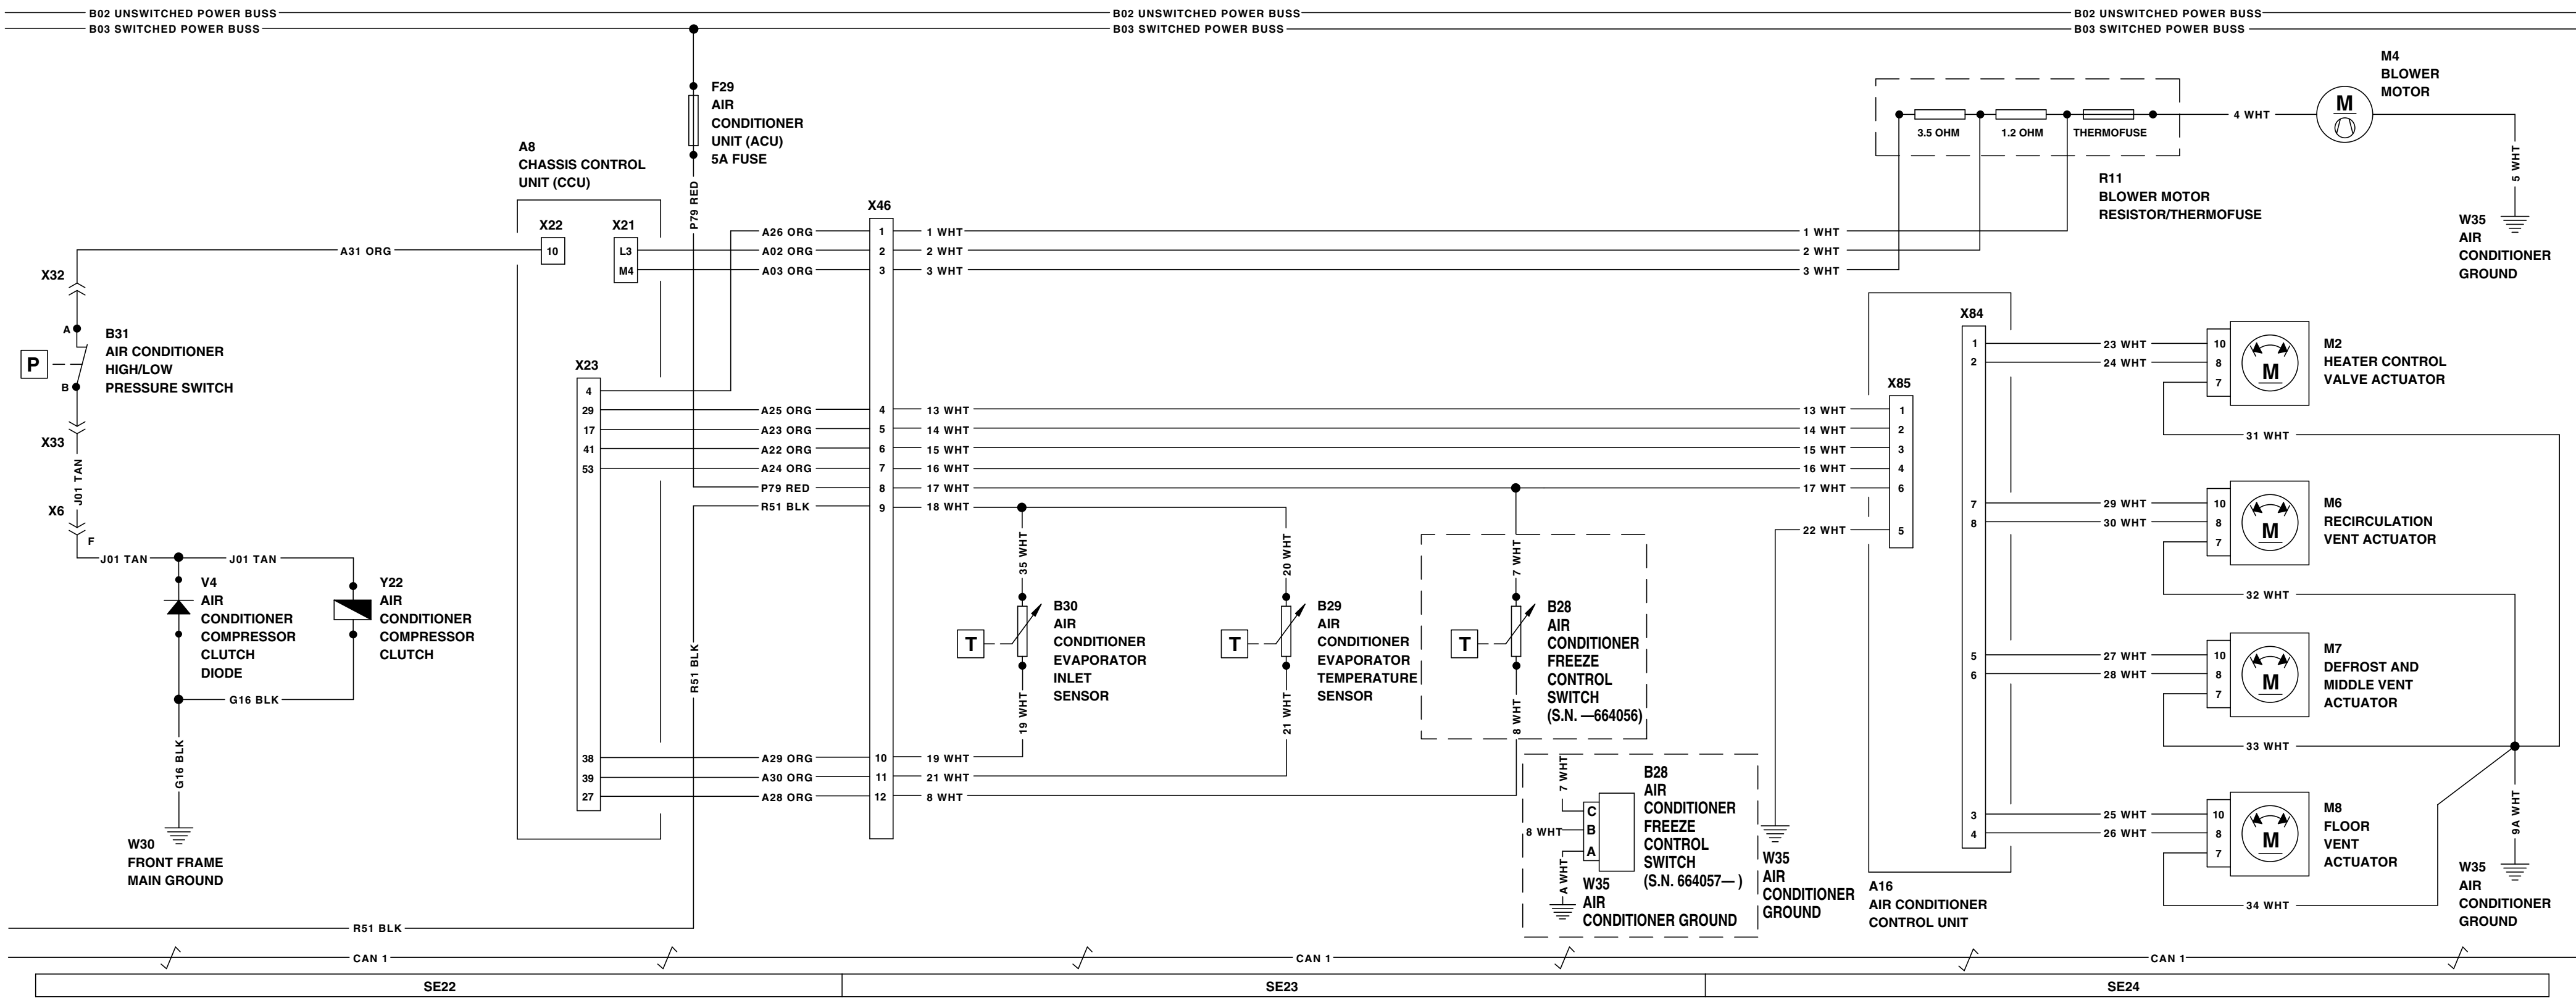 B02 UNSWITCHED POWER BUSS
B03 SWITCHED POWER BUSS
B02 UNSWITCHED POWER BUSS
B03 SWITCHED POWER BUSS
B02 UNSWITCHED POWER BUSS
B03 SWITCHED POWER BUSS
F29
AIR
CONDITIONER
UNIT (ACU)
5A FUSE
P79 RED
A8
CHASSIS CONTROL
UNIT (CCU)
X22
10
X21
L3
M4
A31 ORG
X32
A
B31
AIR CONDITIONER
HIGH/LOW
PRESSURE SWITCH
P
B
X33
J01 TAN
X6
F
J01 TAN
J01 TAN
V4
AIR
CONDITIONER
COMPRESSOR
CLUTCH
DIODE
Y22
AIR
CONDITIONER
COMPRESSOR
CLUTCH
G16 BLK
G16 BLK
W30
FRONT FRAME
MAIN GROUND
X23
4
29
17
41
53
38
39
27
A26 ORG
A02 ORG
A03 ORG
A25 ORG
A23 ORG
A22 ORG
A24 ORG
P79 RED
R51 BLK
R51 BLK
A29 ORG
A30 ORG
A28 ORG
X46
1
2
3
4
5
6
7
8
9
10
11
12
1 WHT
2 WHT
3 WHT
13 WHT
14 WHT
15 WHT
16 WHT
17 WHT
18 WHT
19 WHT
21 WHT
8 WHT
35 WHT
T
B30
AIR
CONDITIONER
EVAPORATOR
INLET
SENSOR
19 WHT
20 WHT
T
B29
AIR
CONDITIONER
EVAPORATOR
TEMPERATURE
SENSOR
21 WHT
7 WHT
T
B28
AIR
CONDITIONER
FREEZE
CONTROL
SWITCH
(S.N. —664056)
8 WHT
7 WHT
C
B
A
8 WHT
A WHT
B28
AIR
CONDITIONER
FREEZE
CONTROL
SWITCH
(S.N. 664057— )
W35
AIR
CONDITIONER GROUND
W35
AIR
CONDITIONER
GROUND
1 WHT
2 WHT
3 WHT
13 WHT
14 WHT
15 WHT
16 WHT
17 WHT
22 WHT
X85
1
2
3
4
6
5
3.5 OHM
1.2 OHM
THERMOFUSE
R11
BLOWER MOTOR
RESISTOR/THERMOFUSE
4 WHT
M
M4
BLOWER
MOTOR
5 WHT
W35
AIR
CONDITIONER
GROUND
X84
1
2
7
8
5
6
3
4
A16
AIR CONDITIONER
CONTROL UNIT
23 WHT
24 WHT
10
8
7
M
M2
HEATER CONTROL
VALVE ACTUATOR
31 WHT
29 WHT
30 WHT
10
8
7
M
M6
RECIRCULATION
VENT ACTUATOR
32 WHT
27 WHT
28 WHT
10
8
7
M
M7
DEFROST AND
MIDDLE VENT
ACTUATOR
33 WHT
25 WHT
26 WHT
10
8
7
M
M8
FLOOR
VENT
ACTUATOR
34 WHT
9A WHT
W35
AIR
CONDITIONER
GROUND
R51 BLK
CAN 1
CAN 1
CAN 1
SE22
SE23
SE24